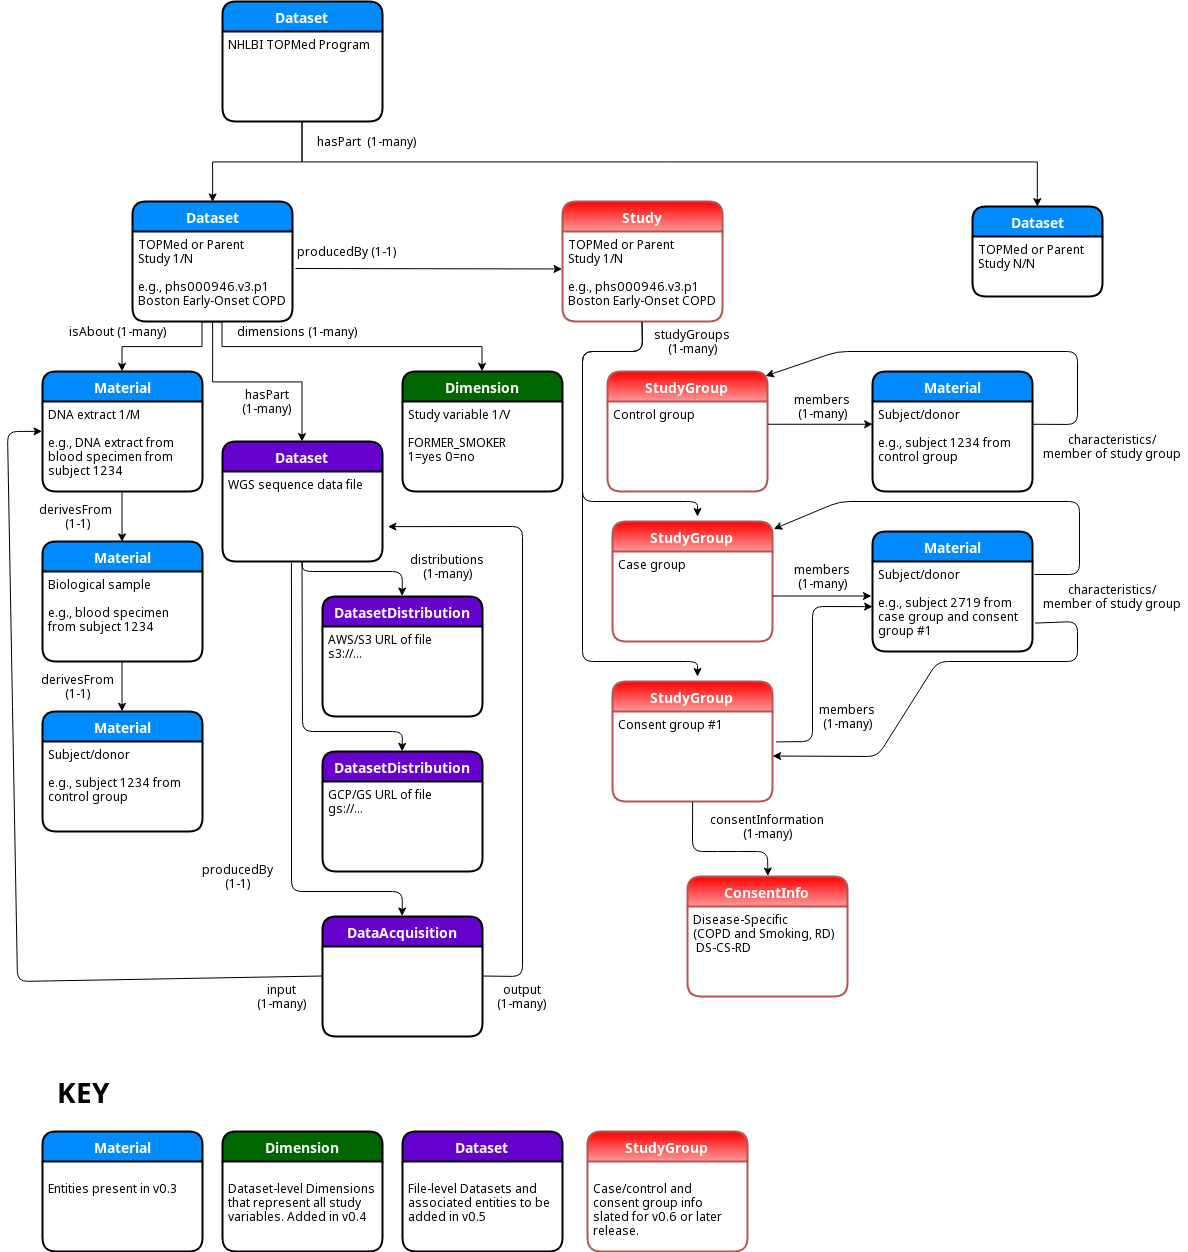 Dataset
NHLBI TOPMed Program
hasPart  (1-many)
Dataset
TOPMed or Parent
Study 1/N
e.g., phs000946.v3.p1
Boston Early-Onset COPD
producedBy (1-1)
Study
TOPMed or Parent
Study 1/N
e.g., phs000946.v3.p1
Boston Early-Onset COPD
Dataset
TOPMed or Parent
Study N/N
isAbout (1-many)
dimensions (1-many)
studyGroups
(1-many)
Material
DNA extract 1/M
e.g., DNA extract from
blood specimen from
subject 1234
hasPart
(1-many)
Dimension
Study variable 1/V
FORMER_SMOKER
1=yes 0=no
StudyGroup
Control group
members
(1-many)
Material
Subject/donor
e.g., subject 1234 from
control group
characteristics/
member of study group
Dataset
WGS sequence data file
derivesFrom
(1-1)
Material
Biological sample
e.g., blood specimen
from subject 1234
distributions
(1-many)
StudyGroup
Case group
members
(1-many)
Material
Subject/donor
e.g., subject 2719 from
case group and consent
group #1
characteristics/
member of study group
DatasetDistribution
AWS/S3 URL of file
s3://...
derivesFrom
(1-1)
Material
Subject/donor
e.g., subject 1234 from
control group
StudyGroup
Consent group #1
members
(1-many)
DatasetDistribution
GCP/GS URL of file
gs://...
consentInformation
(1-many)
producedBy
(1-1)
ConsentInfo
Disease-Specific
(COPD and Smoking, RD)
DS-CS-RD
DataAcquisition
input
(1-many)
output
(1-many)
KEY
Material
Entities present in v0.3
Dimension
Dataset-level Dimensions
that represent all study
variables. Added in v0.4
Dataset
File-level Datasets and
associated entities to be
added in v0.5
StudyGroup
Case/control and
consent group info
slated for v0.6 or later
release.